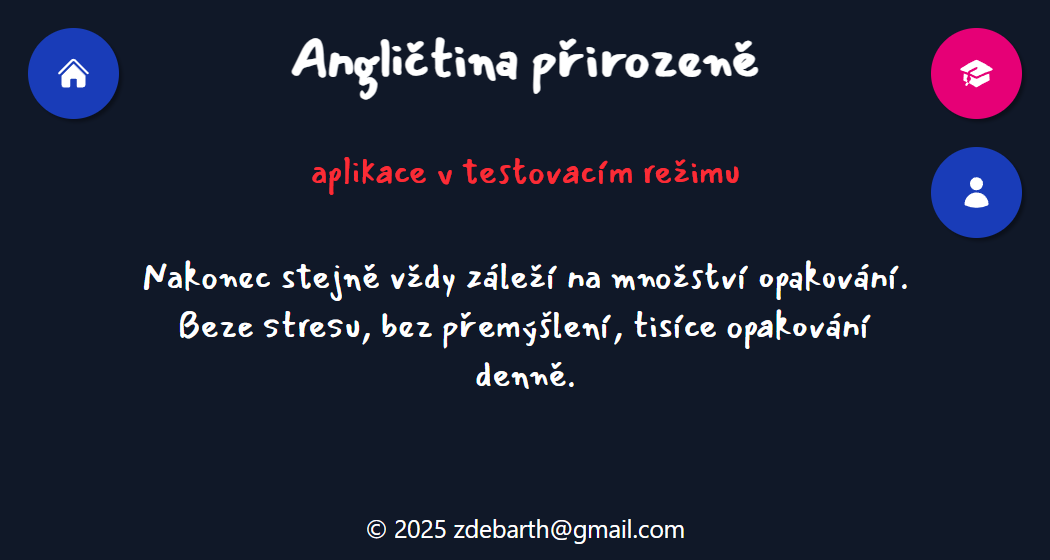 Angličtina přirozeně
aplikace v testovacím režimu
Nakonec stejně vždy záleží na množství opakování.
Beze stresu, bez přemýšlení, tisíce opakování
denně.
© 2025 zdebarth@gmail.com